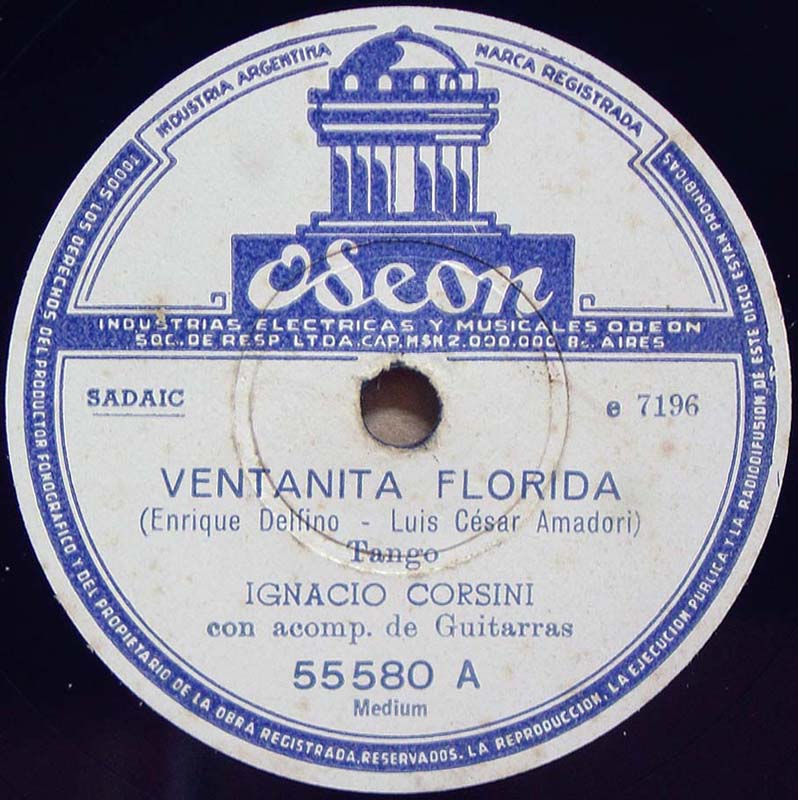 INDUSTRIA ARGENTINA
MARCA REGISTRADA
Odeon
INDUSTRIAS ELECTRICAS Y MUSICALES ODEON
SOC. DE RESP. LTDA. CAP. M$N 2.000.000 Bs. AIRES
SADAIC
e 7196
VENTANITA FLORIDA
(Enrique Delfino - Luis César Amadori)
Tango
IGNACIO CORSINI
con acomp. de Guitarras
55580 A
Medium
TODOS LOS DERECHOS DEL PRODUCTOR FONOGRAFICO Y DEL PROPIETARIO DE LA OBRA REGISTRADA, RESERVADOS. LA REPRODUCCION, LA EJECUCION PUBLICA, Y LA RADIODIFUSION DE ESTE DISCO ESTAN PROHIBIDAS